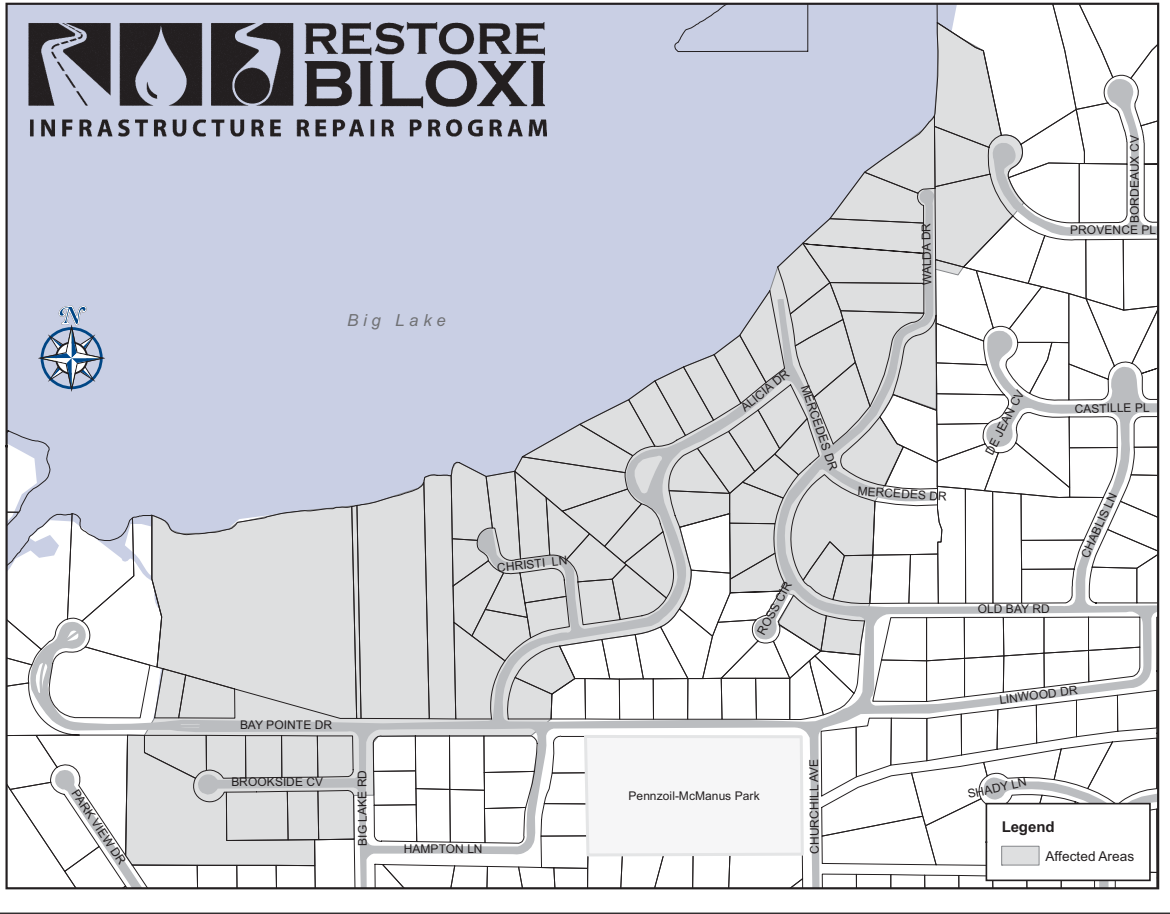 RESTORE
BILOXI
INFRASTRUCTURE REPAIR PROGRAM
BORDEAUX CV
PROVENCE PL
WALDA DR
N
Big Lake
ALICIA DR
MERCEDES DR
DE JEAN CV
CASTILLE PL
MERCEDES DR
CHABLIS LN
CHRISTI LN
ROSS CIR
OLD BAY RD
LINWOOD DR
BAY POINTE DR
BROOKSIDE CV
BIG LAKE RD
PARK VIEW DR
HAMPTON LN
Pennzoil-McManus Park
CHURCHILL AVE
SHADY LN
Legend
Affected Areas